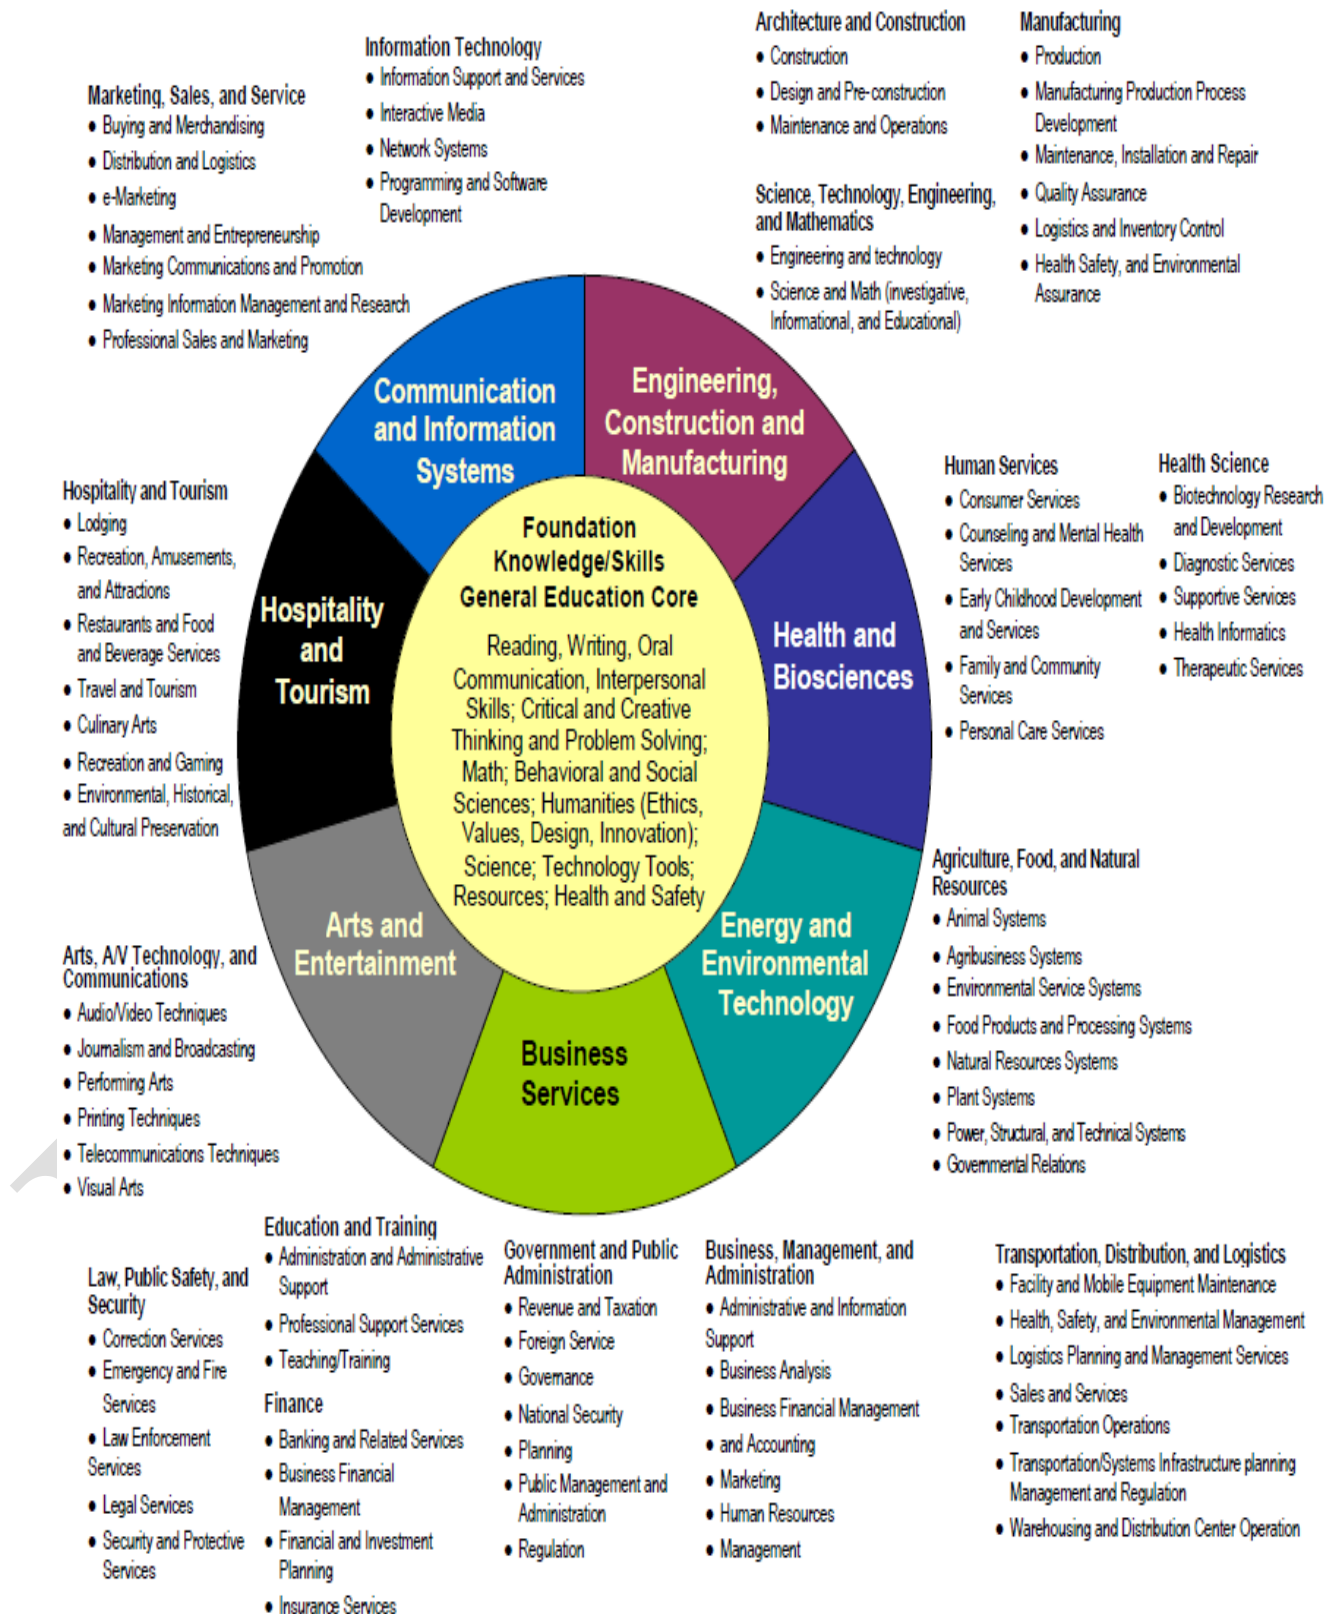 Marketing, Sales, and Service
• Buying and Merchandising
• Distribution and Logistics
• e-Marketing
• Management and Entrepreneurship
• Marketing Communications and Promotion
• Marketing Information Management and Research
• Professional Sales and Marketing
Information Technology
• Information Support and Services
• Interactive Media
• Network Systems
• Programming and Software
Development
Architecture and Construction
• Construction
• Design and Pre-construction
• Maintenance and Operations
Science, Technology, Engineering,
and Mathematics
• Engineering and technology
• Science and Math (investigative,
Informational, and Educational)
Manufacturing
• Production
• Manufacturing Production Process
Development
• Maintenance, Installation and Repair
• Quality Assurance
• Logistics and Inventory Control
• Health Safety, and Environmental
Assurance
Communication
and Information
Systems
Engineering,
Construction and
Manufacturing
Hospitality
and
Tourism
Health and
Biosciences
Foundation
Knowledge/Skills
General Education Core
Reading, Writing, Oral
Communication, Interpersonal
Skills; Critical and Creative
Thinking and Problem Solving;
Math; Behavioral and Social
Sciences; Humanities (Ethics,
Values, Design, Innovation);
Science; Technology Tools;
Resources; Health and Safety
Arts and
Entertainment
Energy and
Environmental
Technology
Business
Services
Hospitality and Tourism
• Lodging
• Recreation, Amusements,
and Attractions
• Restaurants and Food
and Beverage Services
• Travel and Tourism
• Culinary Arts
• Recreation and Gaming
• Environmental, Historical,
and Cultural Preservation
Human Services
• Consumer Services
• Counseling and Mental Health
Services
• Early Childhood Development
and Services
• Family and Community
Services
• Personal Care Services
Health Science
• Biotechnology Research
and Development
• Diagnostic Services
• Supportive Services
• Health Informatics
• Therapeutic Services
Agriculture, Food, and Natural
Resources
• Animal Systems
• Agribusiness Systems
• Environmental Service Systems
• Food Products and Processing Systems
• Natural Resources Systems
• Plant Systems
• Power, Structural, and Technical Systems
• Governmental Relations
Arts, A/V Technology, and
Communications
• Audio/Video Techniques
• Journalism and Broadcasting
• Performing Arts
• Printing Techniques
• Telecommunications Techniques
• Visual Arts
Law, Public Safety, and
Security
• Correction Services
• Emergency and Fire
Services
• Law Enforcement
Services
• Legal Services
• Security and Protective
Services
Education and Training
• Administration and Administrative
Support
• Professional Support Services
• Teaching/Training
Finance
• Banking and Related Services
• Business Financial
Management
• Financial and Investment
Planning
• Insurance Services
Government and Public
Administration
• Revenue and Taxation
• Foreign Service
• Governance
• National Security
• Planning
• Public Management and
Administration
• Regulation
Business, Management, and
Administration
• Administrative and Information
Support
• Business Analysis
• Business Financial Management
• and Accounting
• Marketing
• Human Resources
• Management
Transportation, Distribution, and Logistics
• Facility and Mobile Equipment Maintenance
• Health, Safety, and Environmental Management
• Logistics Planning and Management Services
• Sales and Services
• Transportation Operations
• Transportation/Systems Infrastructure planning
Management and Regulation
• Warehousing and Distribution Center Operation